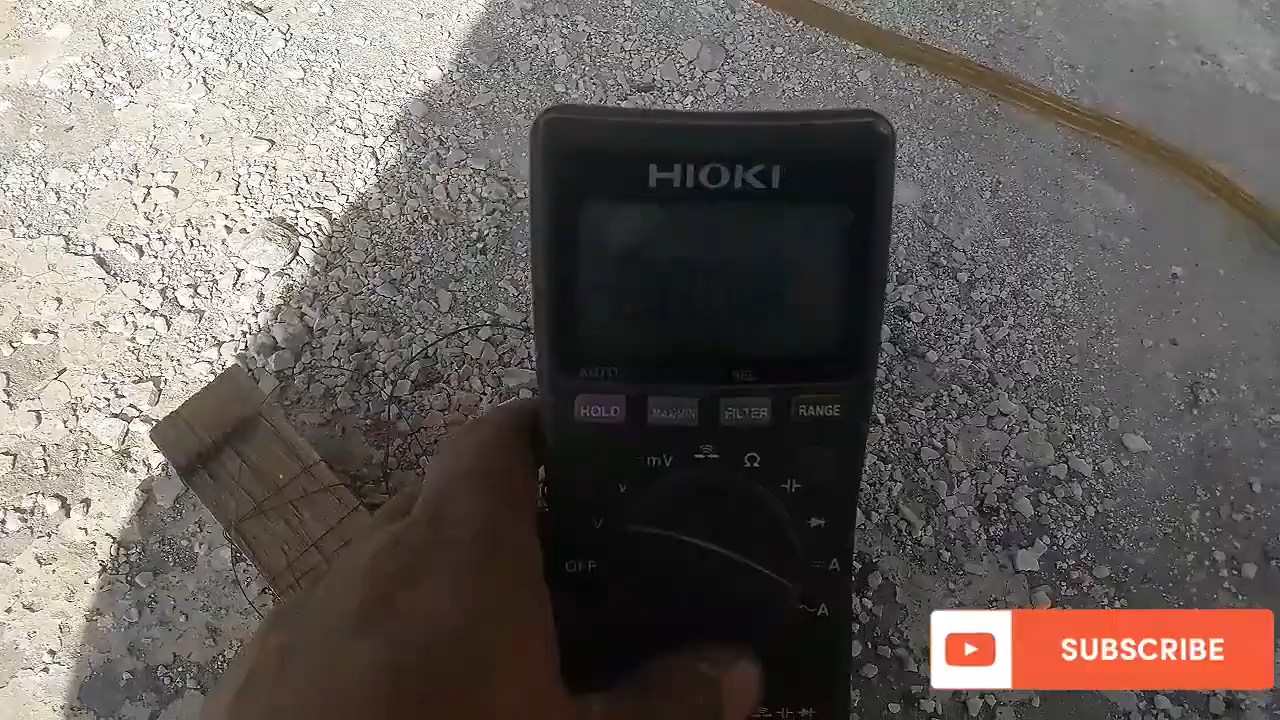 HIOKI
AUTO SEL
HOLD MAX/MIN FILTER RANGE
mV Ω
V
V
OFF A
~A
SUBSCRIBE